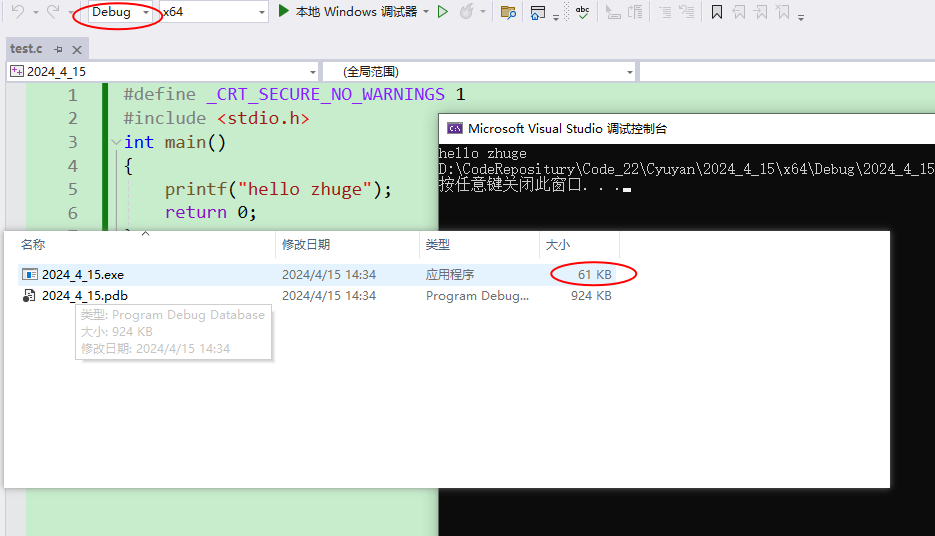 Debug x64 本地 Windows 调试器 abc
test.c
2024_4_15 (全局范围)
1 #define _CRT_SECURE_NO_WARNINGS 1
2 #include <stdio.h>
3 int main()
4 {
5 printf("hello zhuge");
6 return 0;
Microsoft Visual Studio 调试控制台
hello zhuge
D:\CodeRepositury\Code_22\Cyuyan\2024_4_15\x64\Debug\2024_4_15
按任意键关闭此窗口. . .
名称 修改日期 类型 大小
2024_4_15.exe 2024/4/15 14:34 应用程序 61 KB
2024_4_15.pdb 2024/4/15 14:34 Program Debug... 924 KB
类型: Program Debug Database
大小: 924 KB
修改日期: 2024/4/15 14:34